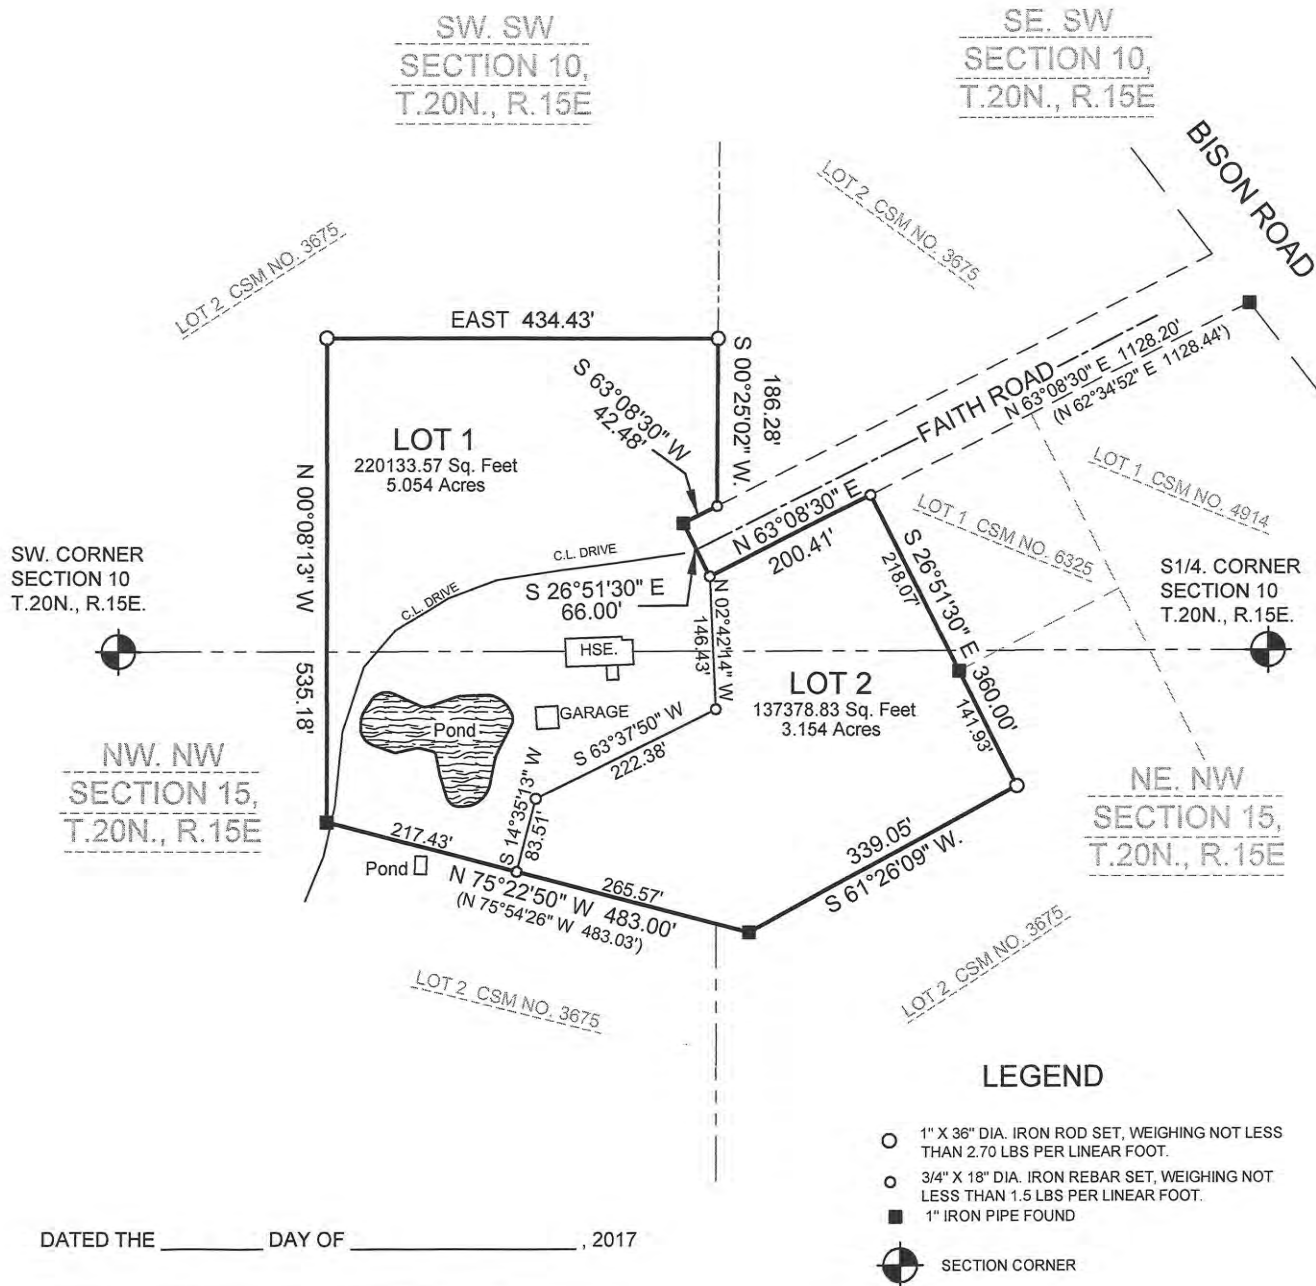 SW. SW
SECTION 10,
T.20N., R.15E
SE. SW
SECTION 10,
T.20N., R.15E
BISON ROAD
LOT 2 CSM NO. 3675
LOT 2 CSM NO. 3675
EAST 434.43'
S 00°25'02" W.
186.28'
S 63°08'30" W
42.48'
FAITH ROAD
N 63°08'30" E 1128.20'
(N 62°34'52" E 1128.44')
LOT 1
220133.57 Sq. Feet
5.054 Acres
N 00°08'13" W
535.18'
N 63°08'30" E
200.41'
LOT 1 CSM NO. 4914
LOT 1 CSM NO. 6325
SW. CORNER
SECTION 10
T.20N., R.15E.
C.L. DRIVE
C.L. DRIVE
S 26°51'30" E
66.00'
S 26°51'30" E 360.00'
218.07'
141.93'
S1/4. CORNER
SECTION 10
T.20N., R.15E.
N 02°42'14" W
146.43'
HSE.
LOT 2
137378.83 Sq. Feet
3.154 Acres
GARAGE
Pond
S 63°37'50" W
222.38'
NW. NW
SECTION 15,
T.20N., R.15E
NE. NW
SECTION 15,
T.20N., R.15E
S 14°35'13" W
83.51'
217.43'
Pond
265.57'
N 75°22'50" W 483.00'
(N 75°54'26" W 483.03')
339.05'
S 61°26'09" W.
LOT 2 CSM NO. 3675
LOT 2 CSM NO. 3675
LEGEND
1" X 36" DIA. IRON ROD SET, WEIGHING NOT LESS
THAN 2.70 LBS PER LINEAR FOOT.
3/4" X 18" DIA. IRON REBAR SET, WEIGHING NOT
LESS THAN 1.5 LBS PER LINEAR FOOT.
1" IRON PIPE FOUND
SECTION CORNER
DATED THE ________ DAY OF ________________, 2017